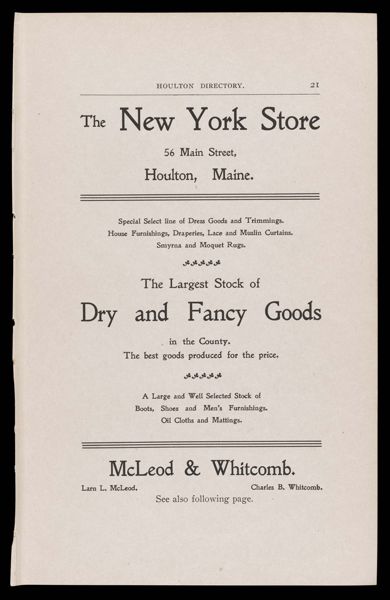 HOULTON DIRECTORY. 21
The New York Store
56 Main Street,
Houlton, Maine.
Special Select line of Dress Goods and Trimmings.
House Furnishings, Draperies, Lace and Muslin Curtains.
Smyrna and Moquet Rugs.
The Largest Stock of
Dry and Fancy Goods
in the County.
The best goods produced for the price.
A Large and Well Selected Stock of
Boots, Shoes and Men's Furnishings.
Oil Cloths and Mattings.
McLeod & Whitcomb.
Larn L. McLeod. Charles B. Whitcomb.
See also following page.